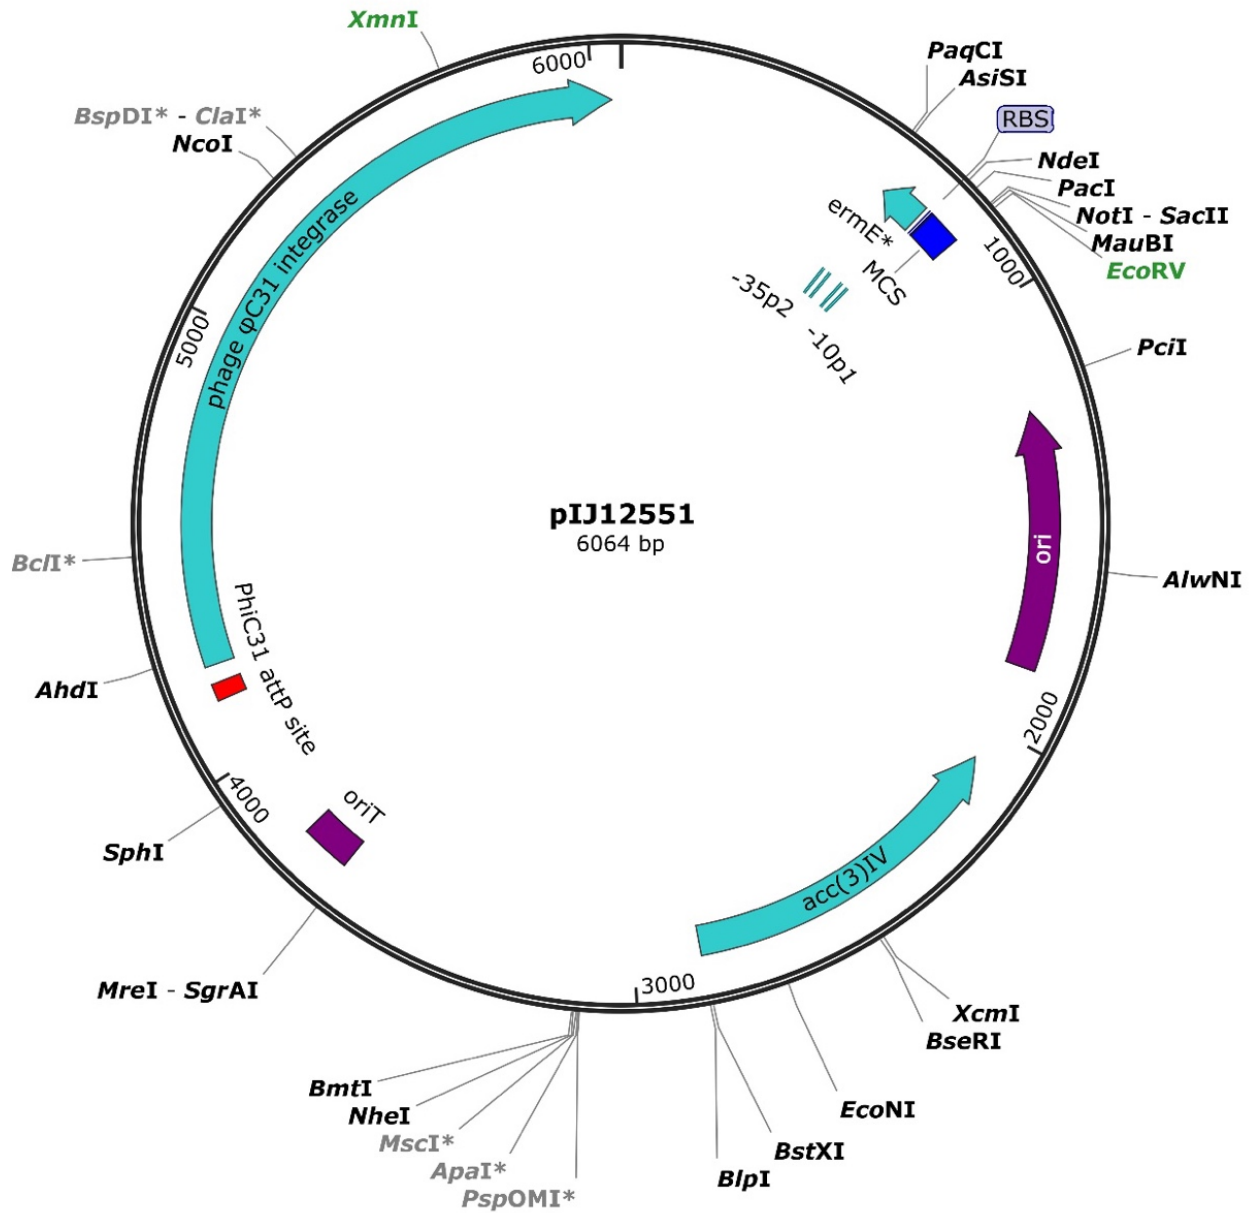 XmnI
6000
PaqCI
AsiSI
BspDI* - ClaI*
NcoI
RBS
NdeI
PacI
NotI - SacII
MauBI
EcoRV
ermE*
MCS
1000
-35p2
-10p1
phage φC31 integrase
5000
PciI
pIJ12551
6064 bp
ori
BclI*
AlwNI
PhiC31 attP site
AhdI
2000
4000
oriT
SphI
acc(3)IV
MreI - SgrAI
3000
XcmI
BseRI
BmtI
NheI
EcoNI
MscI*
BstXI
ApaI*
BlpI
PspOMI*